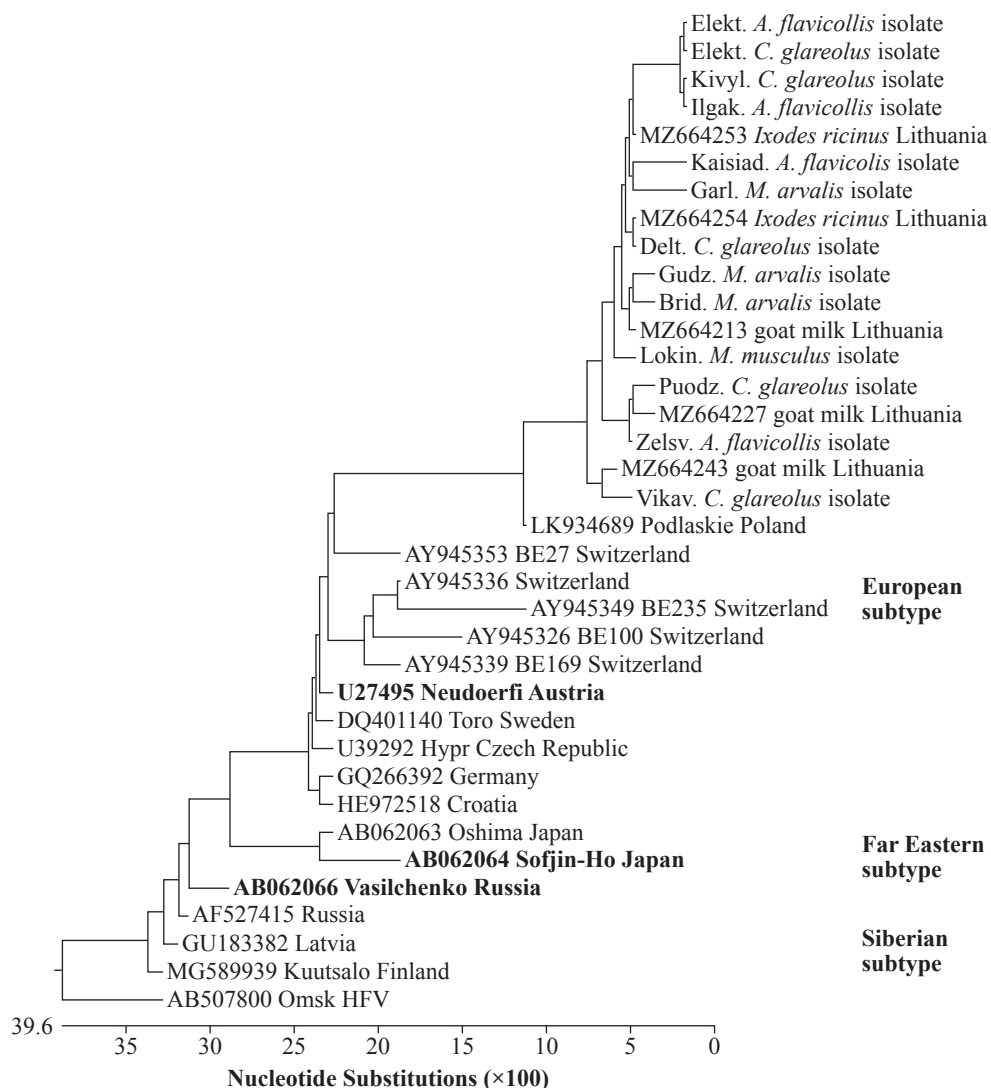 Elekt. A. flavicollis isolate
Elekt. C. glareolus isolate
Kivyl. C. glareolus isolate
Ilgak. A. flavicollis isolate
MZ664253 Ixodes ricinus Lithuania
Kaisiad. A. flavicolis isolate
Garl. M. arvalis isolate
MZ664254 Ixodes ricinus Lithuania
Delt. C. glareolus isolate
Gudz. M. arvalis isolate
Brid. M. arvalis isolate
MZ664213 goat milk Lithuania
Lokin. M. musculus isolate
Puodz. C. glareolus isolate
MZ664227 goat milk Lithuania
Zelsv. A. flavicollis isolate
MZ664243 goat milk Lithuania
Vikav. C. glareolus isolate
LK934689 Podlaskie Poland
AY945353 BE27 Switzerland
AY945336 Switzerland
AY945349 BE235 Switzerland
AY945326 BE100 Switzerland
AY945339 BE169 Switzerland
U27495 Neudoerfi Austria
DQ401140 Toro Sweden
U39292 Hypr Czech Republic
GQ266392 Germany
HE972518 Croatia
European
subtype
AB062063 Oshima Japan
AB062064 Sofjin-Ho Japan
Far Eastern
subtype
AB062066 Vasilchenko Russia
AF527415 Russia
GU183382 Latvia
MG589939 Kuutsalo Finland
Siberian
subtype
AB507800 Omsk HFV
39.6
35 30 25 20 15 10 5 0
Nucleotide Substitutions (×100)